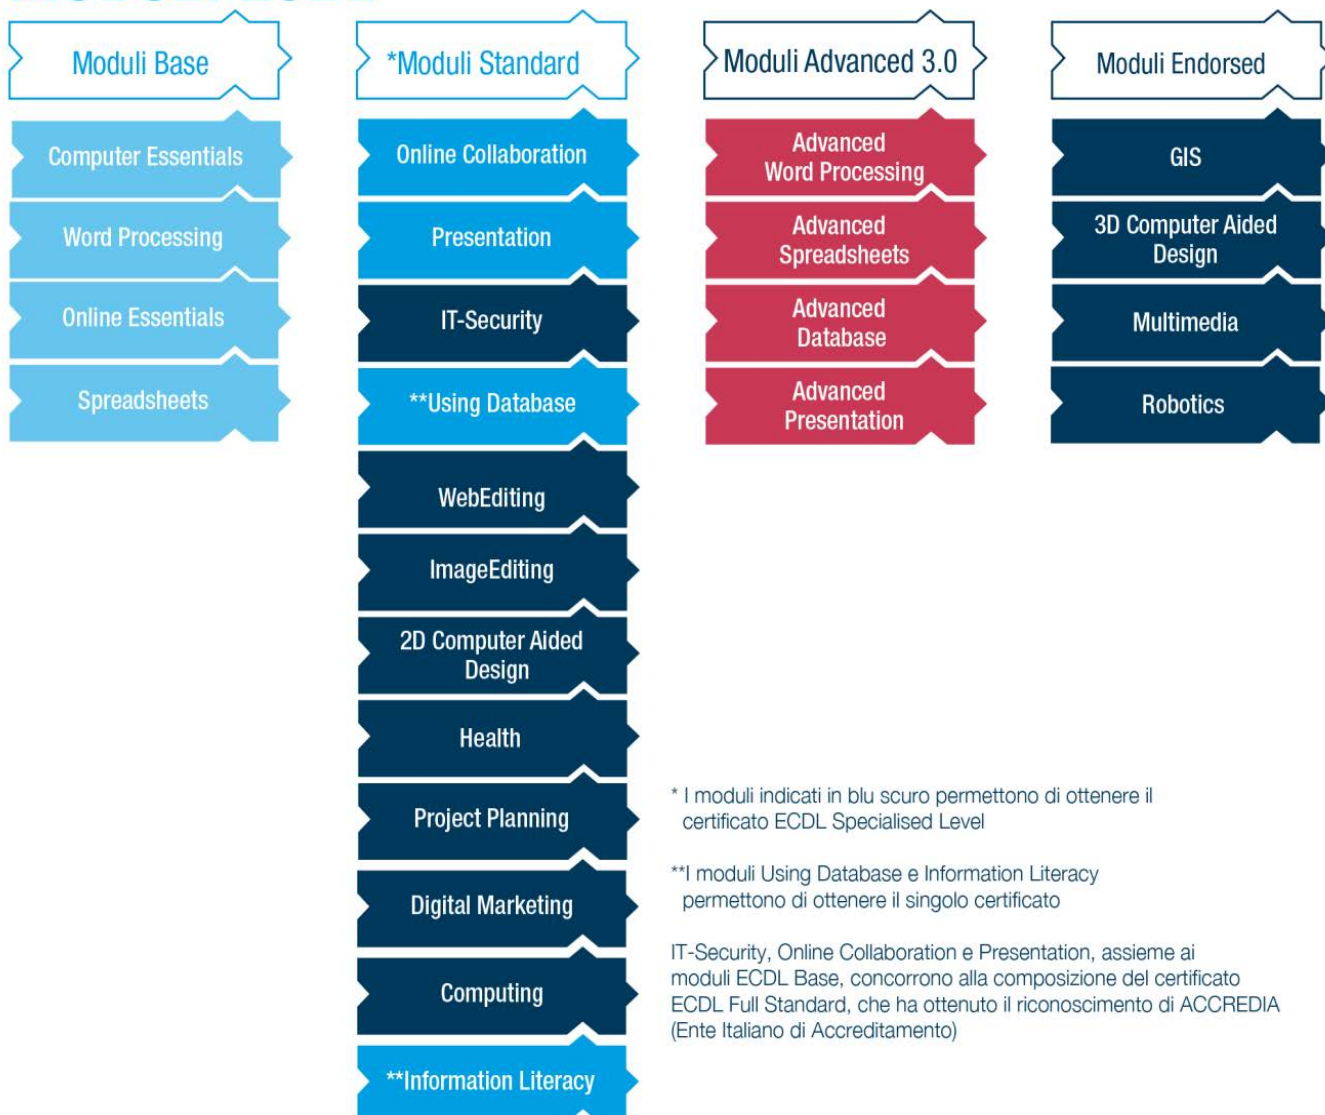 Moduli Base
Computer Essentials
Word Processing
Online Essentials
Spreadsheets
*Moduli Standard
Online Collaboration
Presentation
IT-Security
**Using Database
WebEditing
ImageEditing
2D Computer Aided
Design
Health
Project Planning
Digital Marketing
Computing
**Information Literacy
Moduli Advanced 3.0
Advanced
Word Processing
Advanced
Spreadsheets
Advanced
Database
Advanced
Presentation
Moduli Endorsed
GIS
3D Computer Aided
Design
Multimedia
Robotics
* I moduli indicati in blu scuro permettono di ottenere il
certificato ECDL Specialised Level
**I moduli Using Database e Information Literacy
permettono di ottenere il singolo certificato
IT-Security, Online Collaboration e Presentation, assieme ai
moduli ECDL Base, concorrono alla composizione del certificato
ECDL Full Standard, che ha ottenuto il riconoscimento di ACCREDIA
(Ente Italiano di Accreditamento)